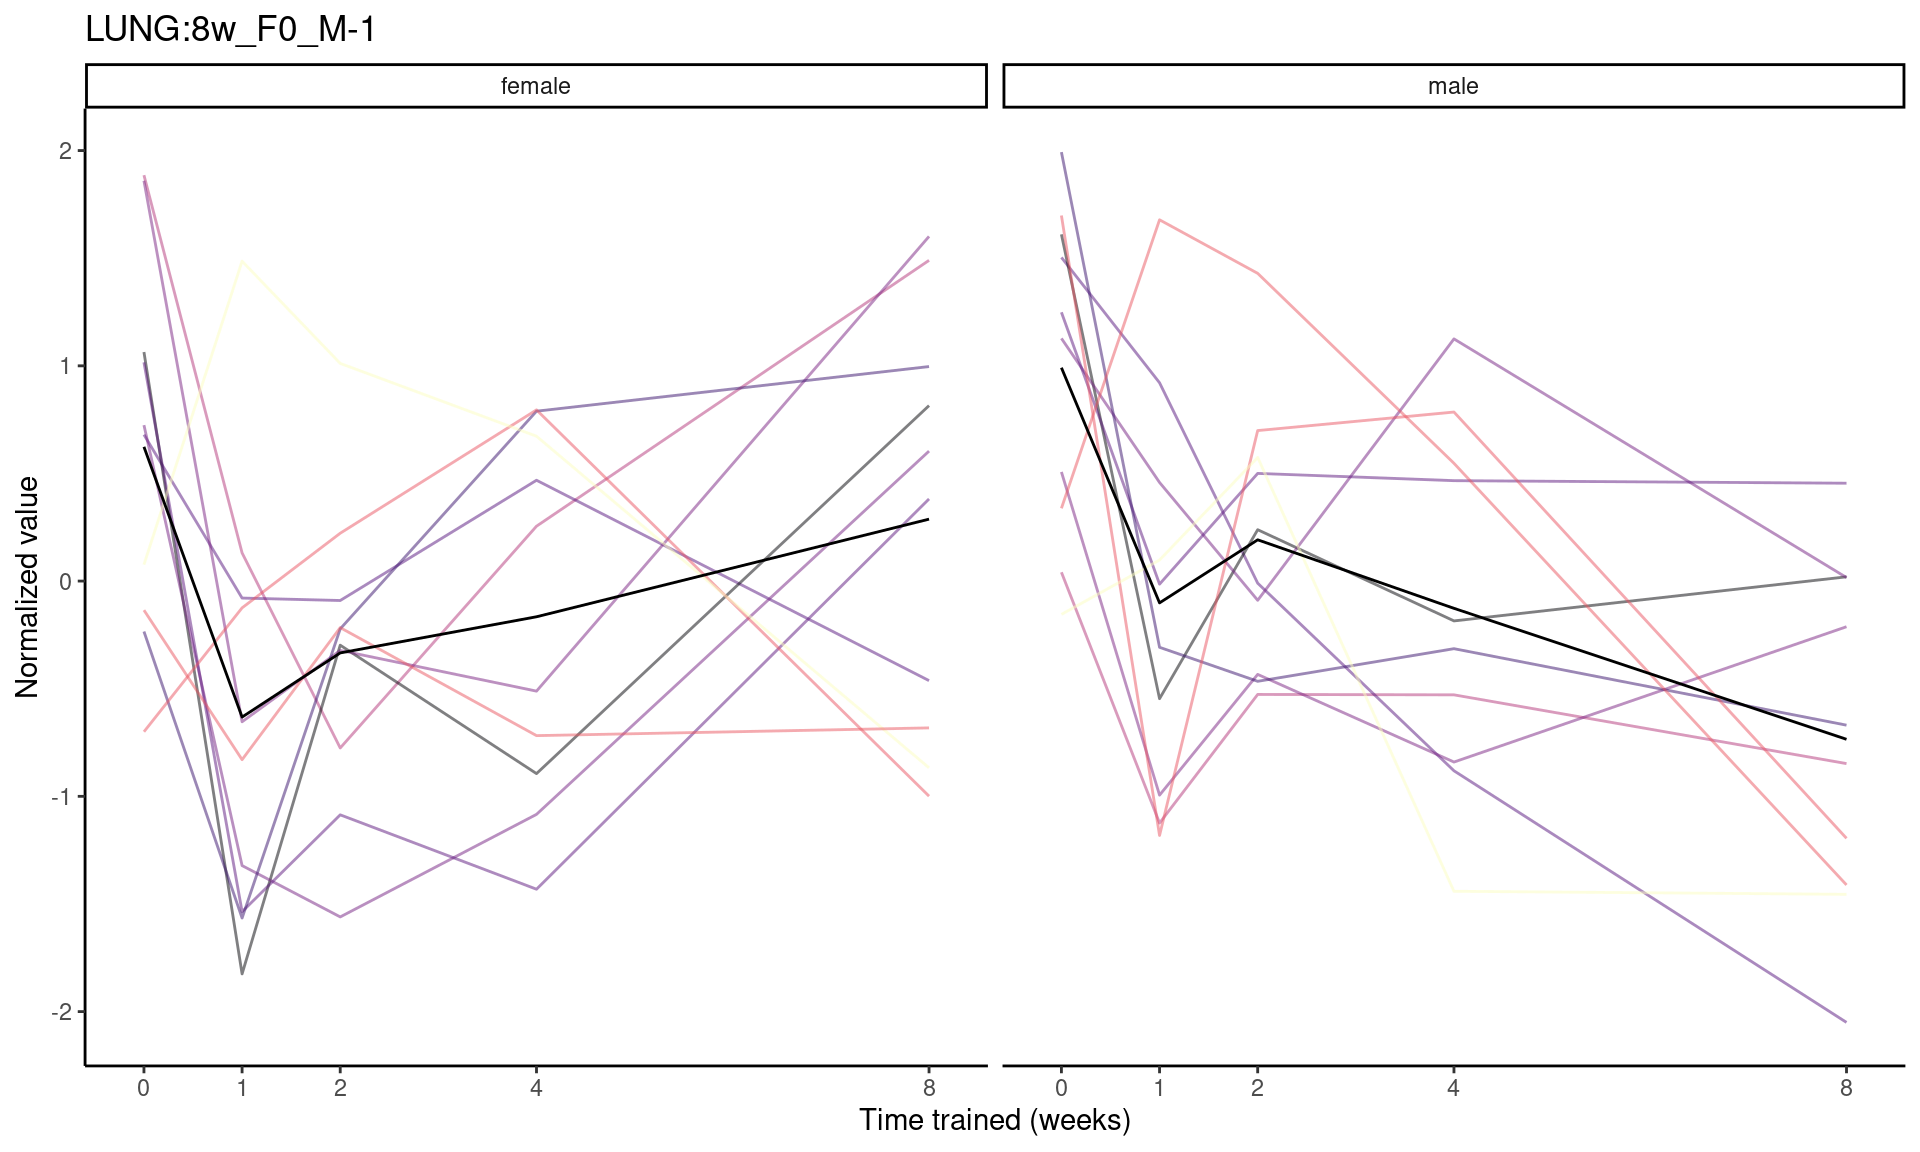 LUNG:8w_F0_M-1
female
male
Normalized value
2
1
0
-1
-2
0 1 2 4 8
0 1 2 4 8
Time trained (weeks)